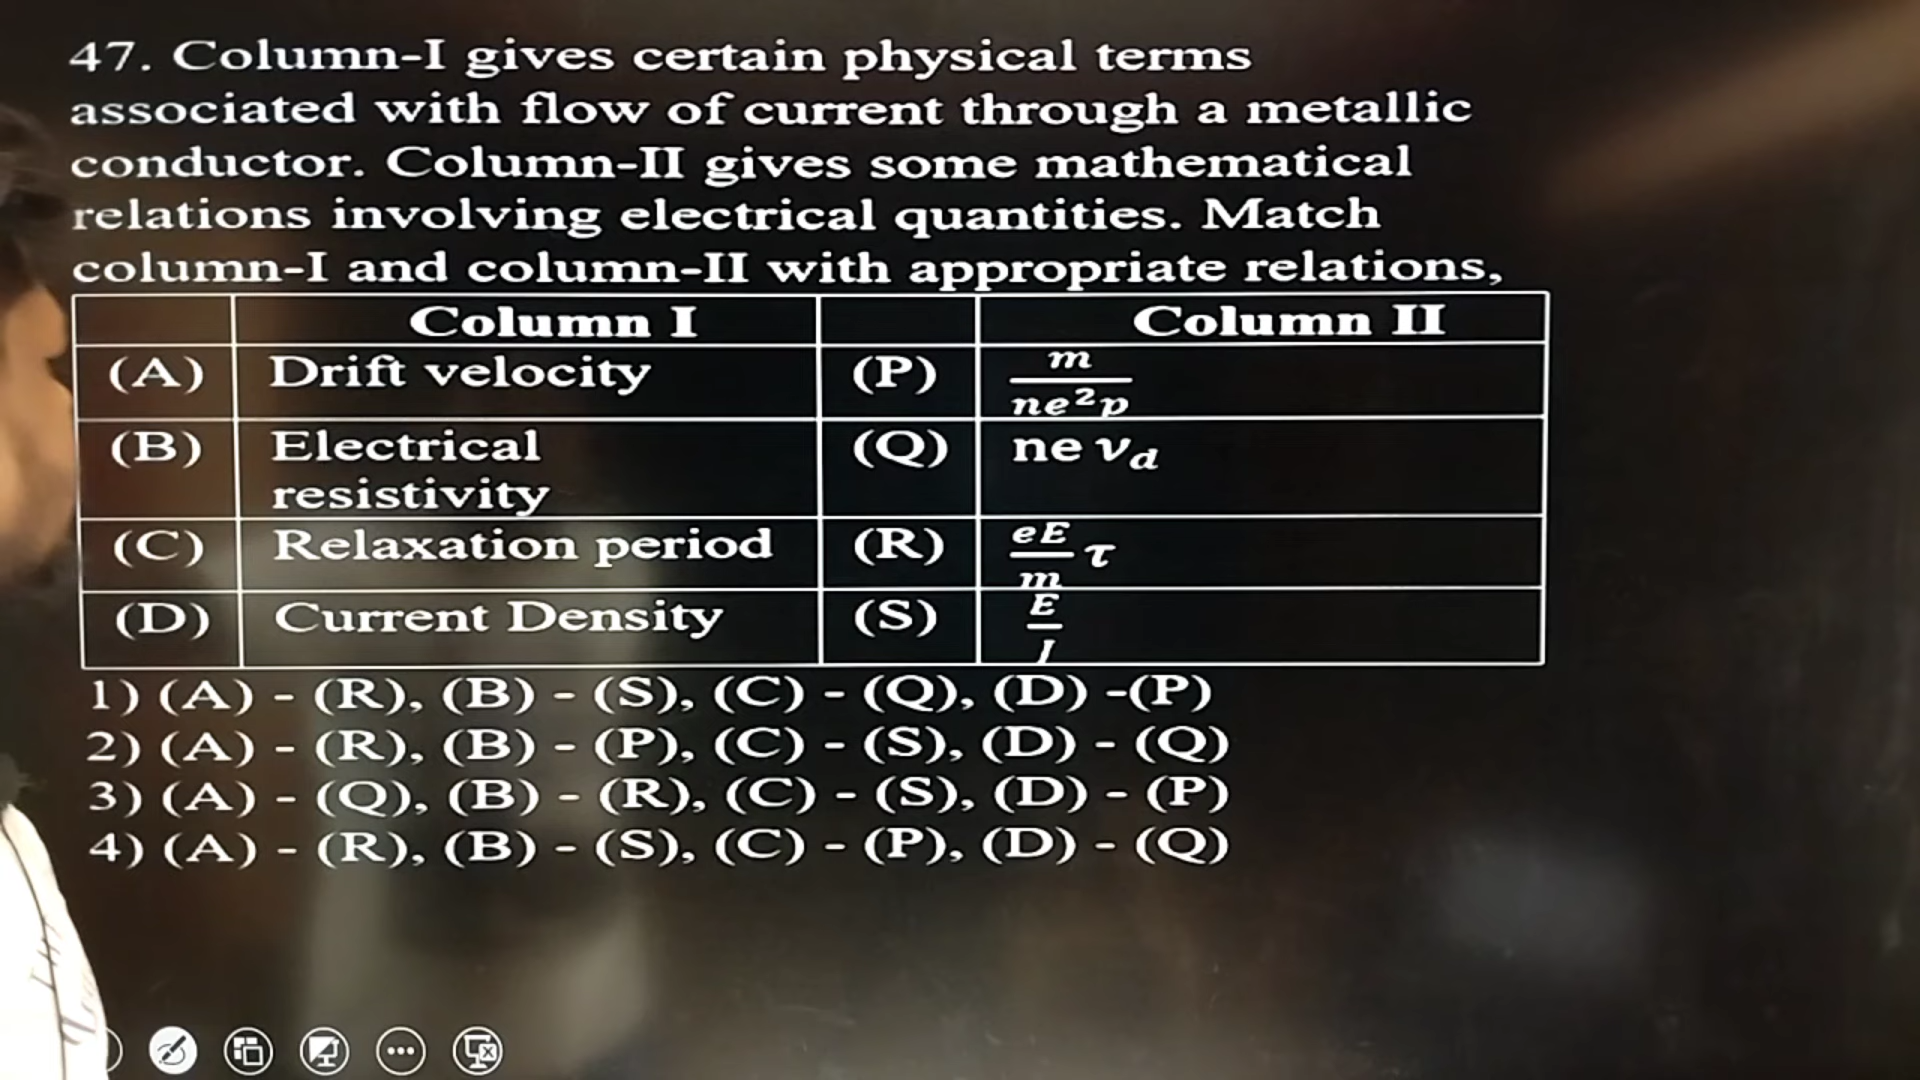 47. Column-I gives certain physical terms
associated with flow of current through a metallic
conductor. Column-II gives some mathematical
relations involving electrical quantities. Match
column-I and column-II with appropriate relations,
Column I Column II
(A) Drift velocity (P) m/ne²p
(B) Electrical resistivity (Q) ne ν_d
(C) Relaxation period (R) eE/m τ
(D) Current Density (S) E/J
1) (A) - (R), (B) - (S), (C) - (Q), (D) -(P)
2) (A) - (R), (B) - (P), (C) - (S), (D) - (Q)
3) (A) - (Q), (B) - (R), (C) - (S), (D) - (P)
4) (A) - (R), (B) - (S), (C) - (P), (D) - (Q)